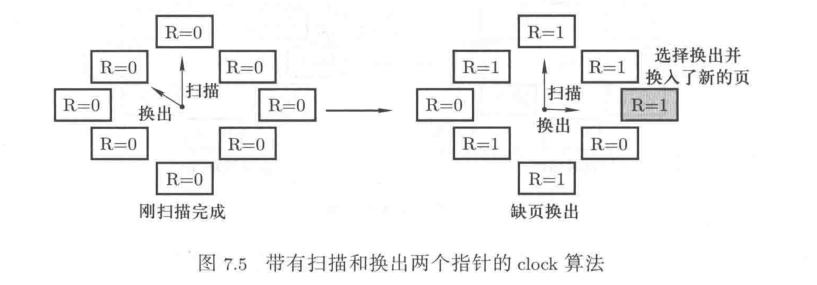 R=0
R=0
R=0
扫描
R=0
换出
R=0
R=0
R=0
R=0
刚扫描完成
R=1
R=1
R=1
选择换出并
换入了新的页
扫描
R=0
换出
R=1
R=1
R=0
R=1
缺页换出
图 7.5 带有扫描和换出两个指针的 clock 算法